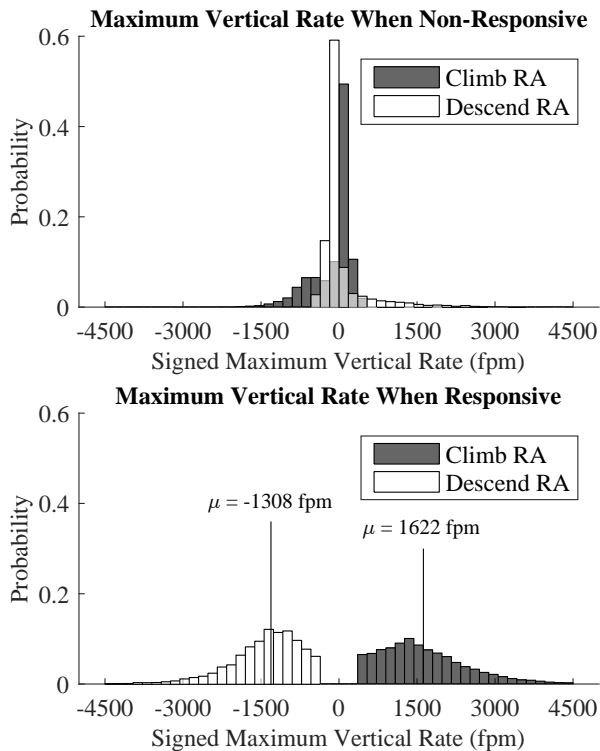 Maximum Vertical Rate When Non-Responsive
0.6
Climb RA
Descend RA
0.4
Probability
0.2
0
-4500 -3000 -1500 0 1500 3000 4500
Signed Maximum Vertical Rate (fpm)
Maximum Vertical Rate When Responsive
0.6
Climb RA
Descend RA
0.4
μ = -1308 fpm
μ = 1622 fpm
Probability
0.2
0
-4500 -3000 -1500 0 1500 3000 4500
Signed Maximum Vertical Rate (fpm)